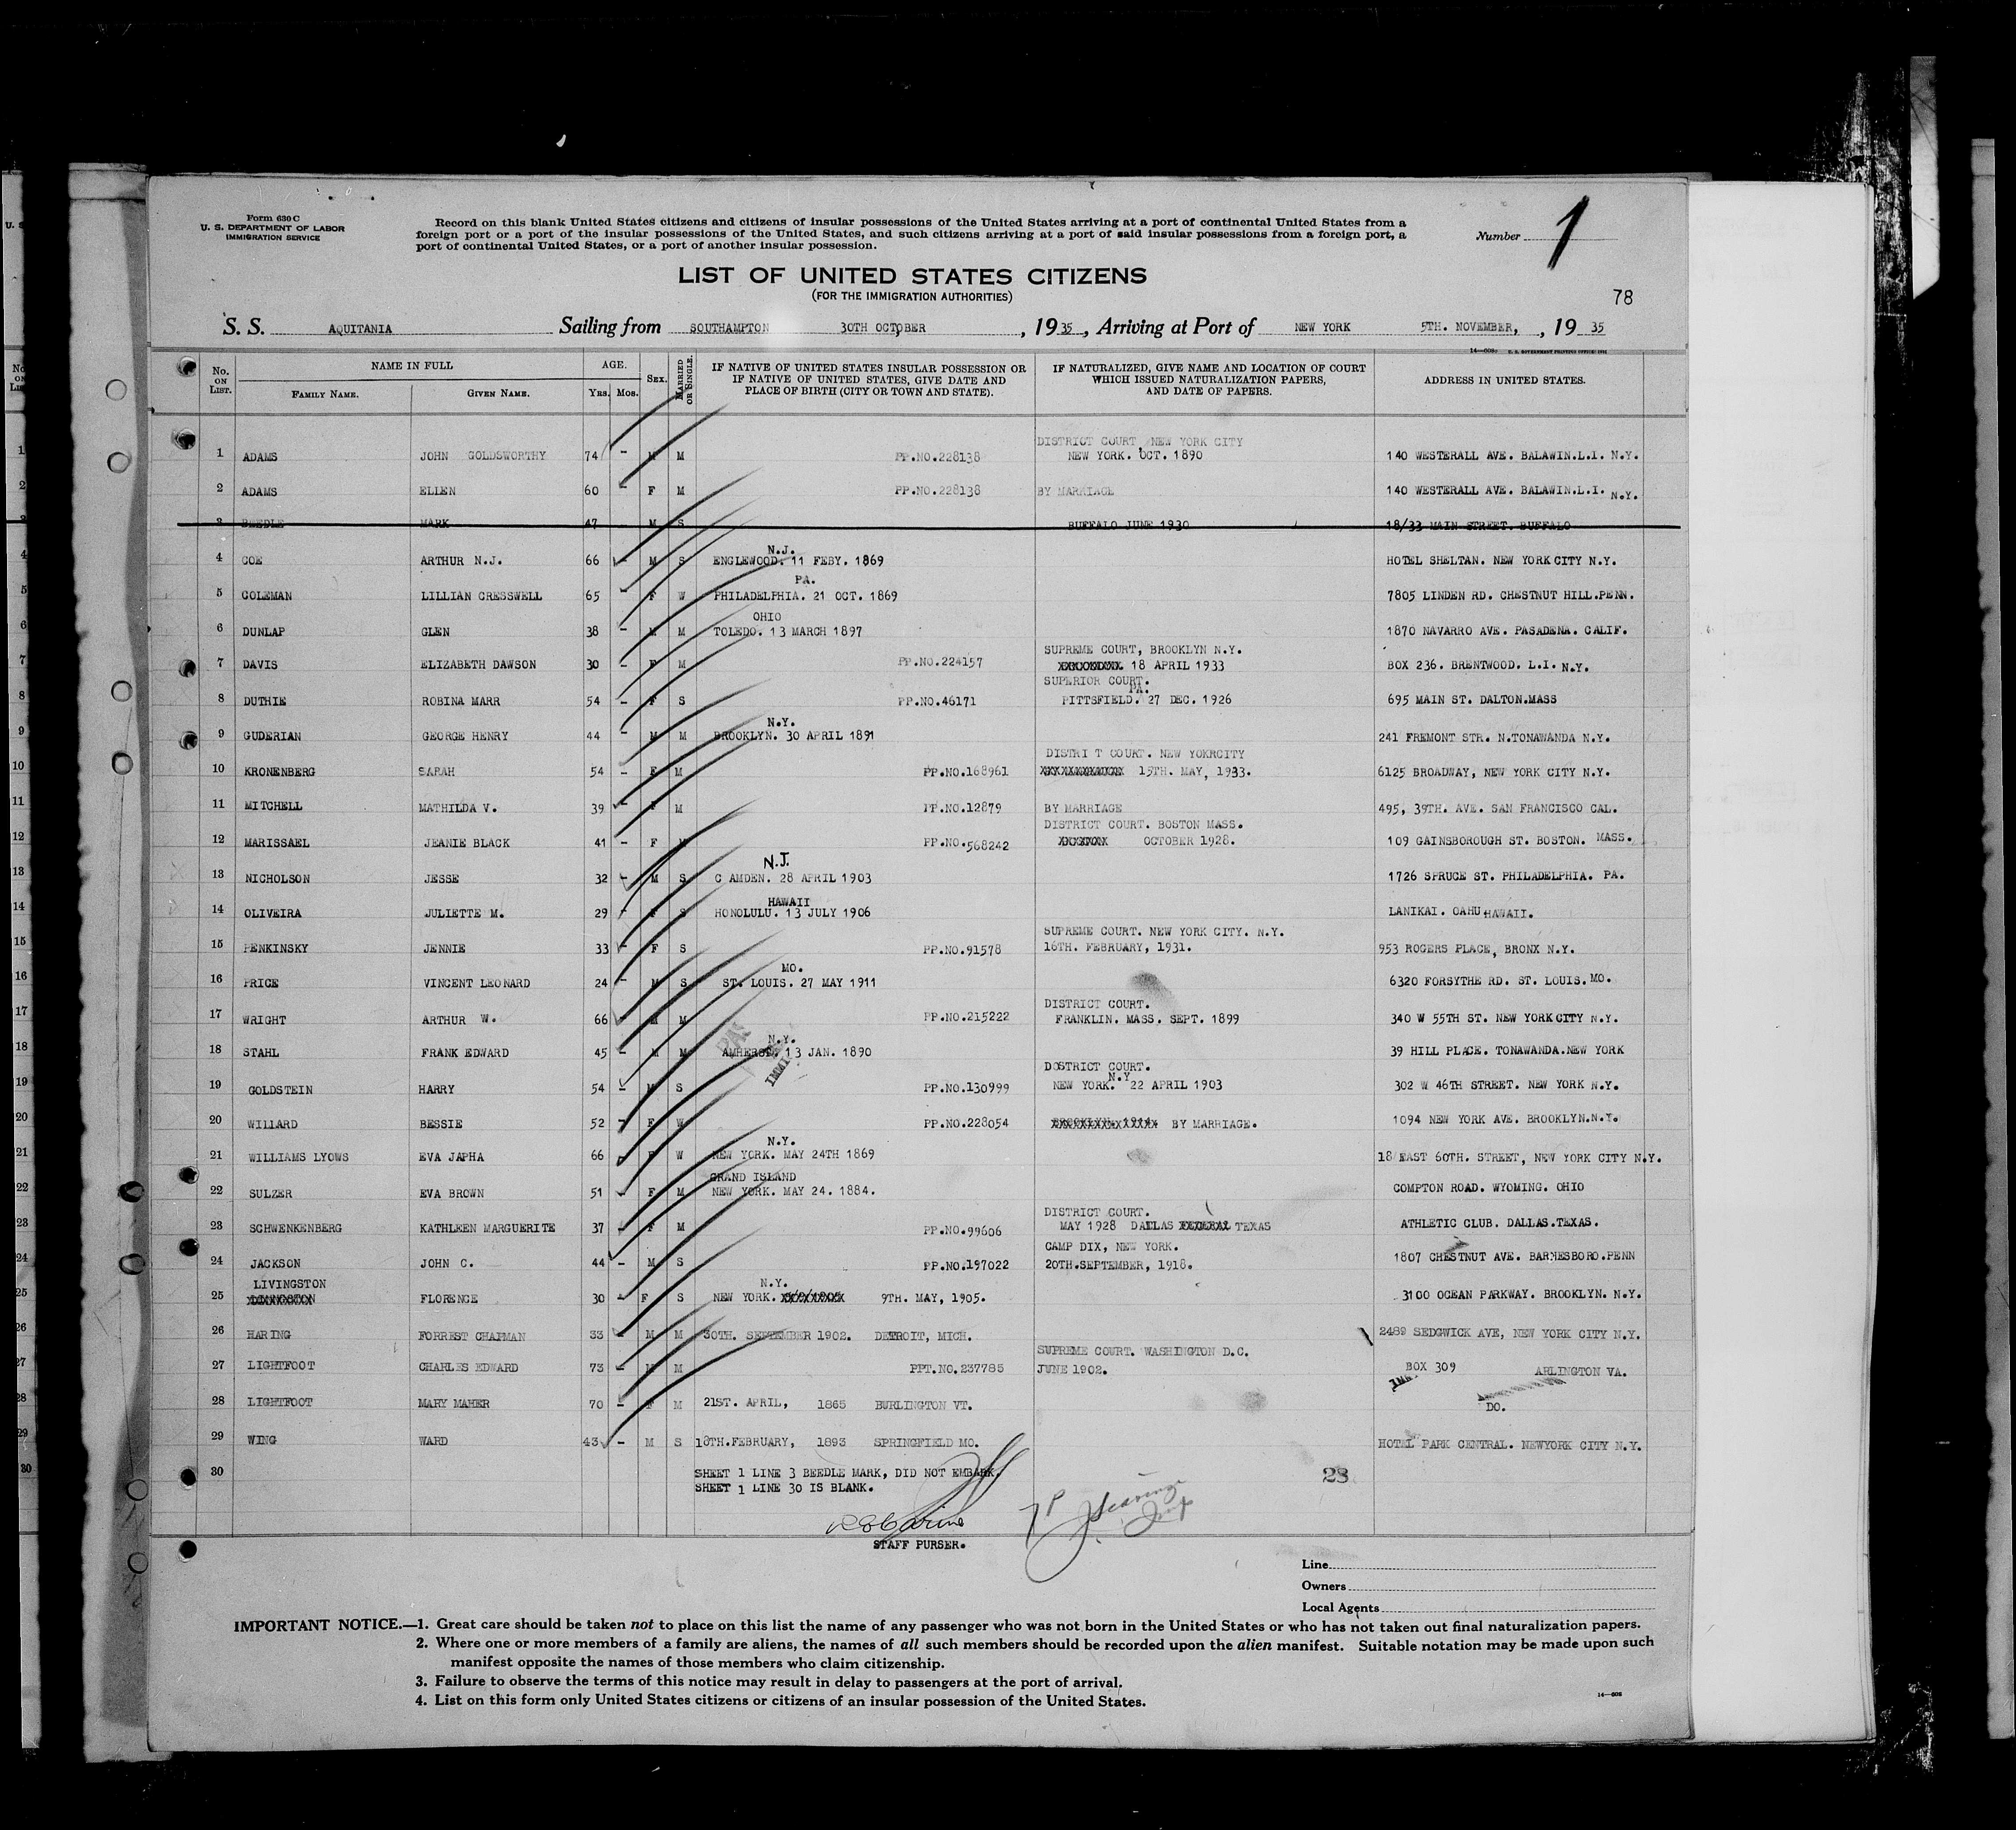 Form 630 C
U. S. DEPARTMENT OF LABOR
IMMIGRATION SERVICE
Record on this blank United States citizens and citizens of insular possessions of the United States arriving at a port of continental United States from a
foreign port or a port of the insular possessions of the United States, and such citizens arriving at a port of said insular possessions from a foreign port, a
port of continental United States, or a port of another insular possession.
Number 1
LIST OF UNITED STATES CITIZENS
(FOR THE IMMIGRATION AUTHORITIES)
78
S. S. AQUITANIA Sailing from SOUTHAMPTON 30TH OCTOBER, 1935, Arriving at Port of NEW YORK 5TH. NOVEMBER, , 19 35
No. ON LIST. NAME IN FULL FAMILY NAME. GIVEN NAME. AGE. YRS. MOS. SEX. MARRIED OR SINGLE.
IF NATIVE OF UNITED STATES INSULAR POSSESSION OR
IF NATIVE OF UNITED STATES, GIVE DATE AND
PLACE OF BIRTH (CITY OR TOWN AND STATE).
IF NATURALIZED, GIVE NAME AND LOCATION OF COURT
WHICH ISSUED NATURALIZATION PAPERS,
AND DATE OF PAPERS.
ADDRESS IN UNITED STATES.
DISTRICT COURT, NEW YORK CITY
1 ADAMS JOHN GOLDSWORTHY 74 - M M PP.NO.228138 NEW YORK. OCT. 1890 140 WESTERALL AVE. BALAWIN.L.I. N.Y.
2 ADAMS ELLEN 60 - F M PP.NO.228138 BY MARRIAGE 140 WESTERALL AVE. BALAWIN.L.I. N.Y.
3 BEEDLE MARK 47 M S BUFFALO JUNE 1930 18/33 MAIN STREET. BUFFALO
N.J.
4 COE ARTHUR N.J. 66 - M S ENGLEWOOD. 11 FEBY. 1869 HOTEL SHELTAN. NEW YORK CITY N.Y.
PA.
5 COLEMAN LILLIAN CRESSWELL 65 - F W PHILADELPHIA. 21 OCT. 1869 7805 LINDEN RD. CHESTNUT HILL.PENN.
OHIO
6 DUNLAP GLEN 38 - M M TOLEDO. 13 MARCH 1897 1870 NAVARRO AVE. PASADENA. CALIF.
SUPREME COURT, BROOKLYN N.Y.
7 DAVIS ELIZABETH DAWSON 30 - F M PP.NO.224157 18 APRIL 1933 BOX 236. BRENTWOOD. L.I. N.Y.
SUPERIOR COURT.
PA.
8 DUTHIE ROBINA MARR 54 - F S PP.NO.46171 PITTSFIELD. 27 DEC. 1926 695 MAIN ST. DALTON.MASS
N.Y.
9 GUDERIAN GEORGE HENRY 44 - M M BROOKLYN. 30 APRIL 1891 241 FREMONT STR. N.TONAWANDA N.Y.
DISTRI T COURT. NEW YOKRCITY
10 KRONENBERG SARAH 54 - F M PP.NO.168961 15TH. MAY, 1933. 6125 BROADWAY, NEW YORK CITY N.Y.
11 MITCHELL MATHILDA V. 39 - F M PP.NO.12879 BY MARRIAGE 495, 39TH. AVE. SAN FRANCISCO CAL.
DISTRICT COURT. BOSTON MASS.
12 MARISSAEL JEANIE BLACK 41 - F M PP.NO.568242 OCTOBER 1928. 109 GAINSBOROUGH ST. BOSTON. MASS.
N.J.
13 NICHOLSON JESSE 32 - M S C AMDEN. 28 APRIL 1903 1726 SPRUCE ST. PHILADELPHIA. PA.
HAWAII
14 OLIVEIRA JULIETTE M. 29 - F S HONOLULU. 13 JULY 1906 LANIKAI. OAHU HAWAII.
SUPREME COURT. NEW YORK CITY. N.Y.
15 PENKINSKY JENNIE 33 - F S PP.NO.91578 16TH. FEBRUARY, 1931. 953 ROGERS PLACE, BRONX N.Y.
MO.
16 PRICE VINCENT LEONARD 24 - M S ST. LOUIS. 27 MAY 1911 6320 FORSYTHE RD. ST. LOUIS. MO.
DISTRICT COURT.
17 WRIGHT ARTHUR W. 66 M M PP.NO.215222 FRANKLIN. MASS. SEPT. 1899 340 W 55TH ST. NEW YORK CITY N.Y.
N.Y.
18 STAHL FRANK EDWARD 45 - M M AMHERST. 13 JAN. 1890 39 HILL PLACE. TONAWANDA.NEW YORK
DOSTRICT COURT.
N.Y
19 GOLDSTEIN HARRY 54 - M S PP.NO.130999 NEW YORK. 22 APRIL 1903 302 W 46TH STREET. NEW YORK N.Y.
20 WILLARD BESSIE 52 - F W PP.NO.228054 BROOKLYN. 1914. BY MARRIAGE. 1094 NEW YORK AVE. BROOKLYN.N.Y.
N.Y.
21 WILLIAMS LYOWS EVA JAPHA 66 - F W NEW YORK. MAY 24TH 1869 18 EAST 60TH. STREET, NEW YORK CITY N.Y.
GRAND ISLAND
22 SULZER EVA BROWN 51 - F M NEW YORK. MAY 24. 1884. COMPTON ROAD. WYOMING. OHIO
DISTRICT COURT.
23 SCHWENKENBERG KATHLEEN MARGUERITE 37 - F M PP.NO.99606 MAY 1928 DALLAS FEDERAL TEXAS ATHLETIC CLUB. DALLAS.TEXAS.
CAMP DIX, NEW YORK.
24 JACKSON JOHN C. 44 - M S PP.NO.197022 20TH.SEPTEMBER, 1918. 1807 CHESTNUT AVE. BARNESBORO.PENN
LIVINGSTON N.Y.
25 FLORENCE 30 - F S NEW YORK. 9TH. MAY, 1905. 3100 OCEAN PARKWAY. BROOKLYN. N.Y.
26 HARING FORREST CHAPMAN 33 - M M 30TH. SEPTEMBER 1902. DETROIT, MICH. 2489 SEDGWICK AVE, NEW YORK CITY N.Y.
SUPREME COURT. WASHINGTON D.C.
27 LIGHTFOOT CHARLES EDWARD 73 - M M PPT.NO.237785 JUNE 1902. BOX 309 ARLINGTON VA.
28 LIGHTFOOT MARY MAHER 70 - F M 21ST. APRIL, 1865 BURLINGTON VT. DO.
29 WING WARD 43 - M S 18TH.FEBRUARY, 1893 SPRINGFIELD MO. HOTEL PARK CENTRAL. NEWYORK CITY N.Y.
30 SHEET 1 LINE 3 BEEDLE MARK, DID NOT EMBARK.
SHEET 1 LINE 30 IS BLANK.
28
STAFF PURSER.
Line
Owners
Local Agents
IMPORTANT NOTICE.—1. Great care should be taken not to place on this list the name of any passenger who was not born in the United States or who has not taken out final naturalization papers.
2. Where one or more members of a family are aliens, the names of all such members should be recorded upon the alien manifest. Suitable notation may be made upon such
manifest opposite the names of those members who claim citizenship.
3. Failure to observe the terms of this notice may result in delay to passengers at the port of arrival.
4. List on this form only United States citizens or citizens of an insular possession of the United States.
14—608